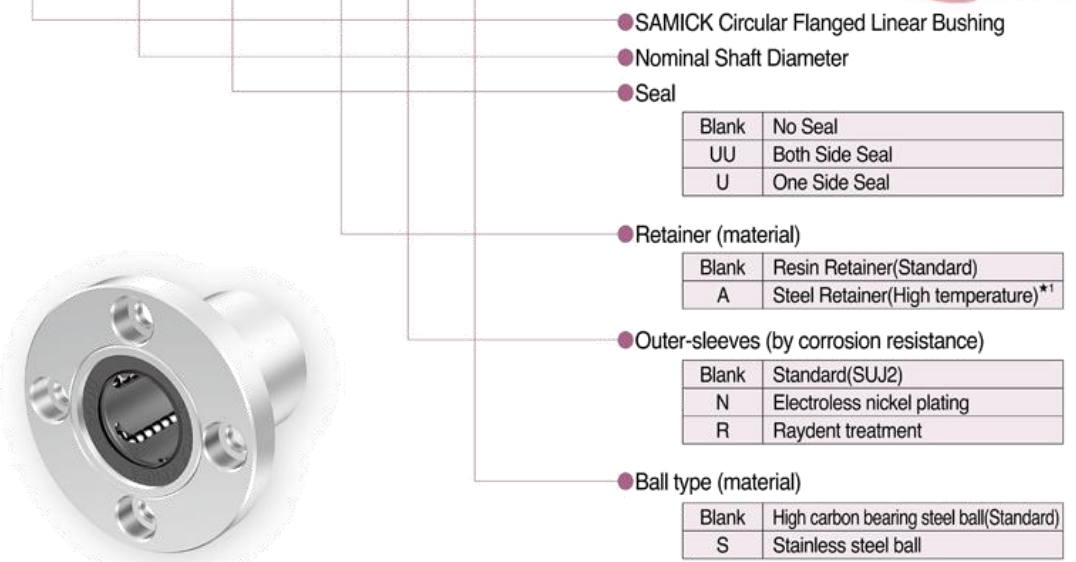 SAMICK Circular Flanged Linear Bushing
Nominal Shaft Diameter
Seal
Blank No Seal
UU Both Side Seal
U One Side Seal
Retainer (material)
Blank Resin Retainer(Standard)
A Steel Retainer(High temperature)★1
Outer-sleeves (by corrosion resistance)
Blank Standard(SUJ2)
N Electroless nickel plating
R Raydent treatment
Ball type (material)
Blank High carbon bearing steel ball(Standard)
S Stainless steel ball